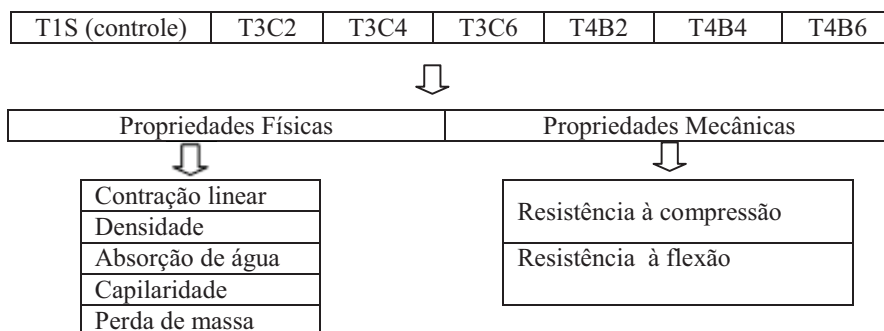 T1S (controle) T3C2 T3C4 T3C6 T4B2 T4B4 T4B6
Propriedades Físicas Propriedades Mecânicas
Contração linear
Densidade
Absorção de água
Capilaridade
Perda de massa
Resistência à compressão
Resistência à flexão